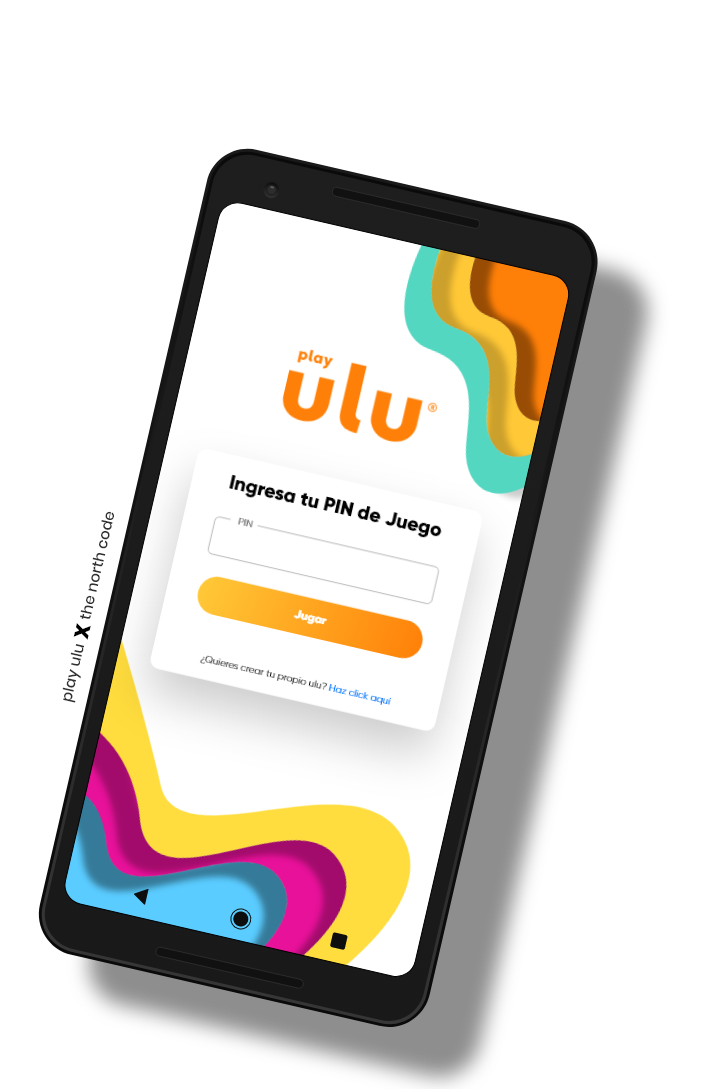 play
ulu®
Ingresa tu PIN de Juego
PIN
Jugar
¿Quieres crear tu propio ulu? Haz click aquí
play ulu X the north code